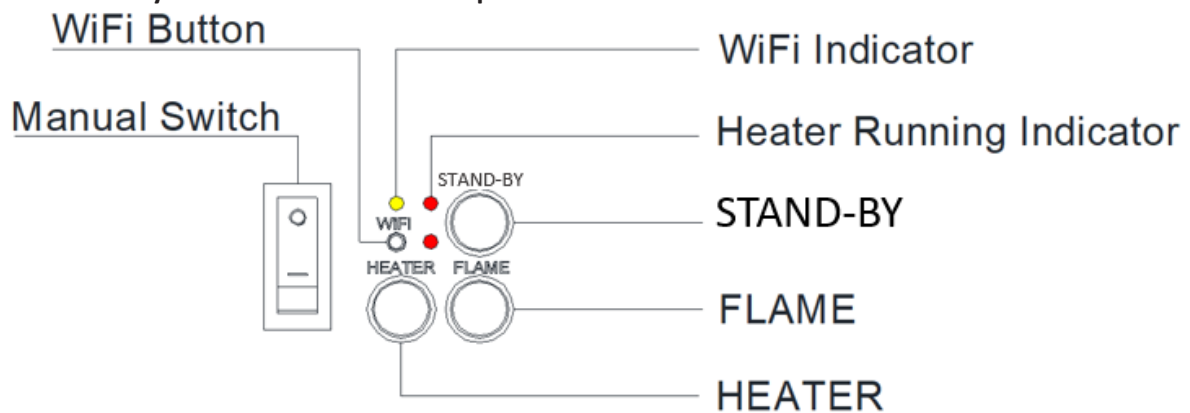 WiFi Button
WiFi Indicator
Manual Switch
Heater Running Indicator
STAND-BY
STAND-BY
WIFI
HEATER FLAME
FLAME
HEATER